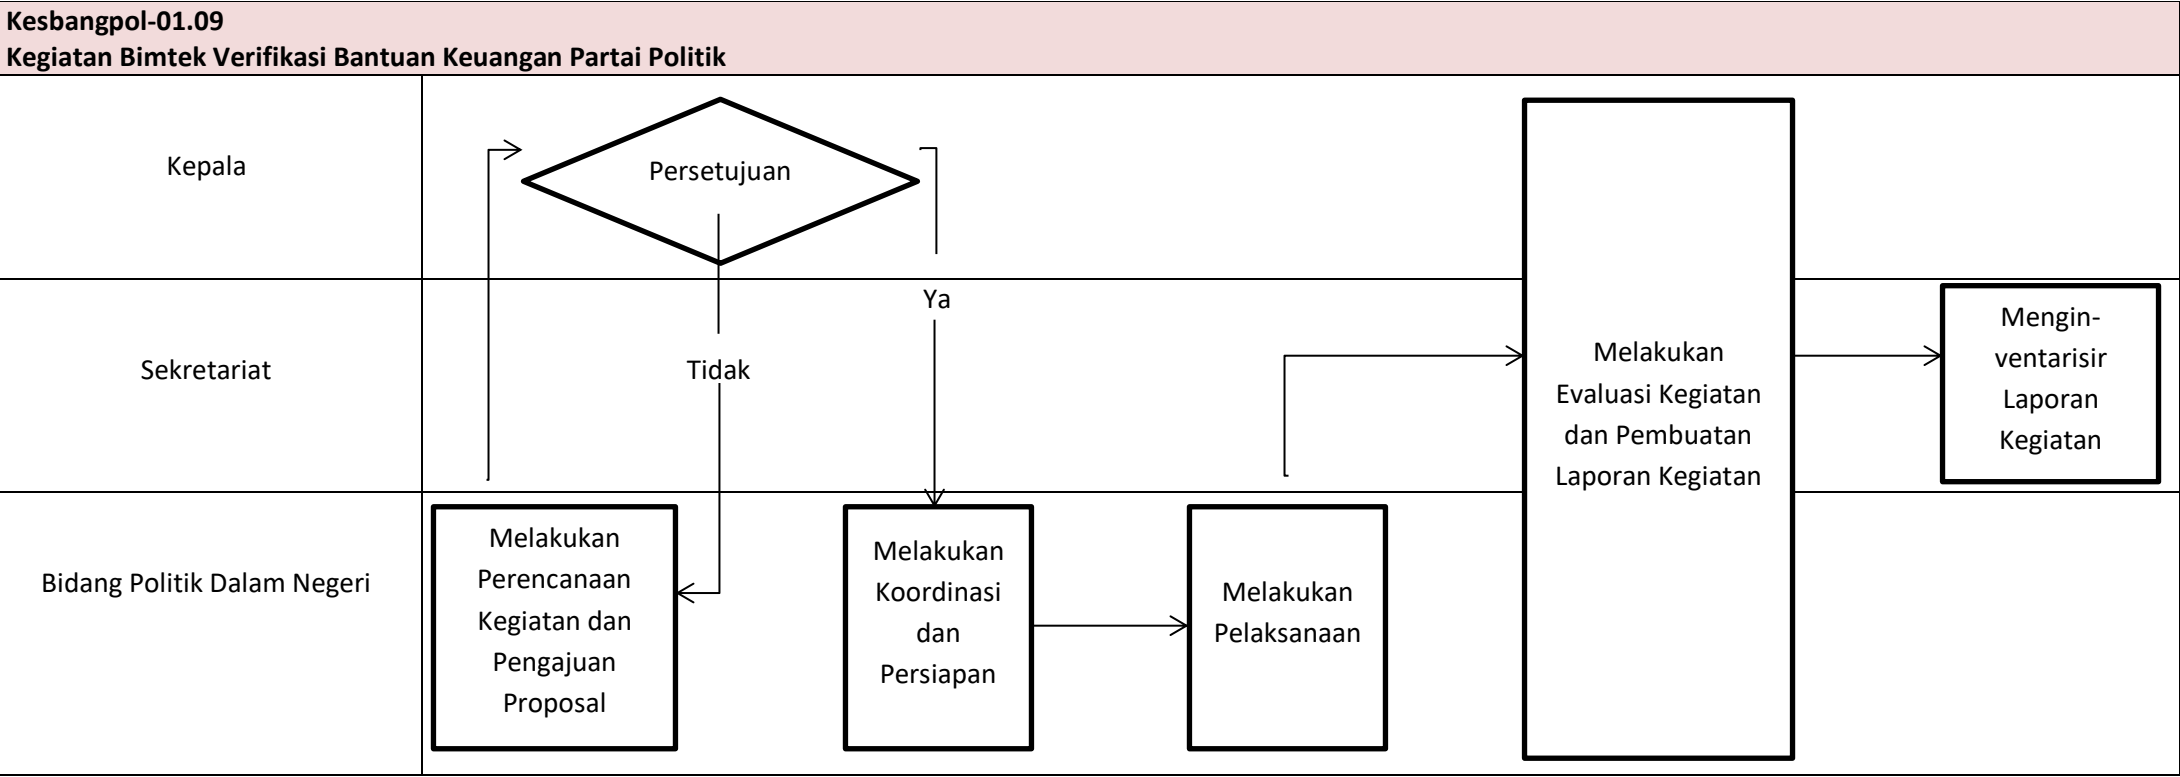 Kesbangpol-01.09
Kegiatan Bimtek Verifikasi Bantuan Keuangan Partai Politik
Kepala
Persetujuan
Sekretariat
Ya
Tidak
Melakukan
Evaluasi Kegiatan
dan Pembuatan
Laporan Kegiatan
Mengin-
ventarisir
Laporan
Kegiatan
Bidang Politik Dalam Negeri
Melakukan
Perencanaan
Kegiatan dan
Pengajuan
Proposal
Melakukan
Koordinasi
dan
Persiapan
Melakukan
Pelaksanaan